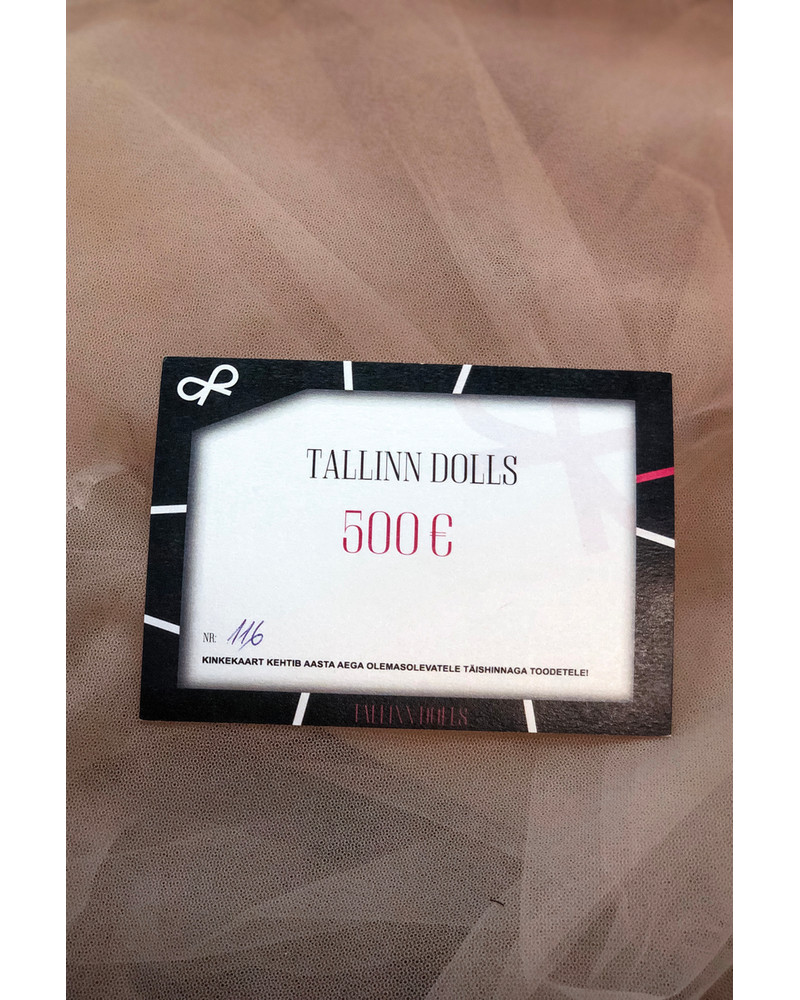 TALLINN DOLLS
500 €
NR: 116
KINKEKAART KEHTIB AASTA AEGA OLEMASOLEVATELE TÄISHINNAGA TOODETELE!
TALLINN DOLLS